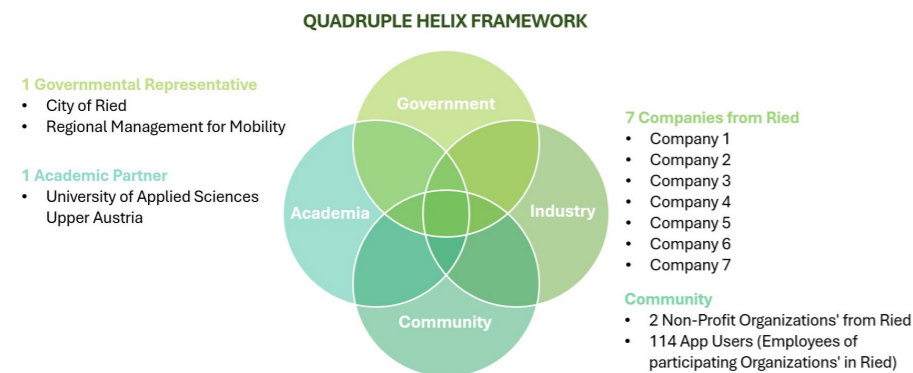 QUADRUPLE HELIX FRAMEWORK
1 Governmental Representative
• City of Ried
• Regional Management for Mobility
1 Academic Partner
• University of Applied Sciences
Upper Austria
Government
Academia
Industry
Community
7 Companies from Ried
• Company 1
• Company 2
• Company 3
• Company 4
• Company 5
• Company 6
• Company 7
Community
• 2 Non-Profit Organizations' from Ried
• 114 App Users (Employees of
participating Organizations' in Ried)